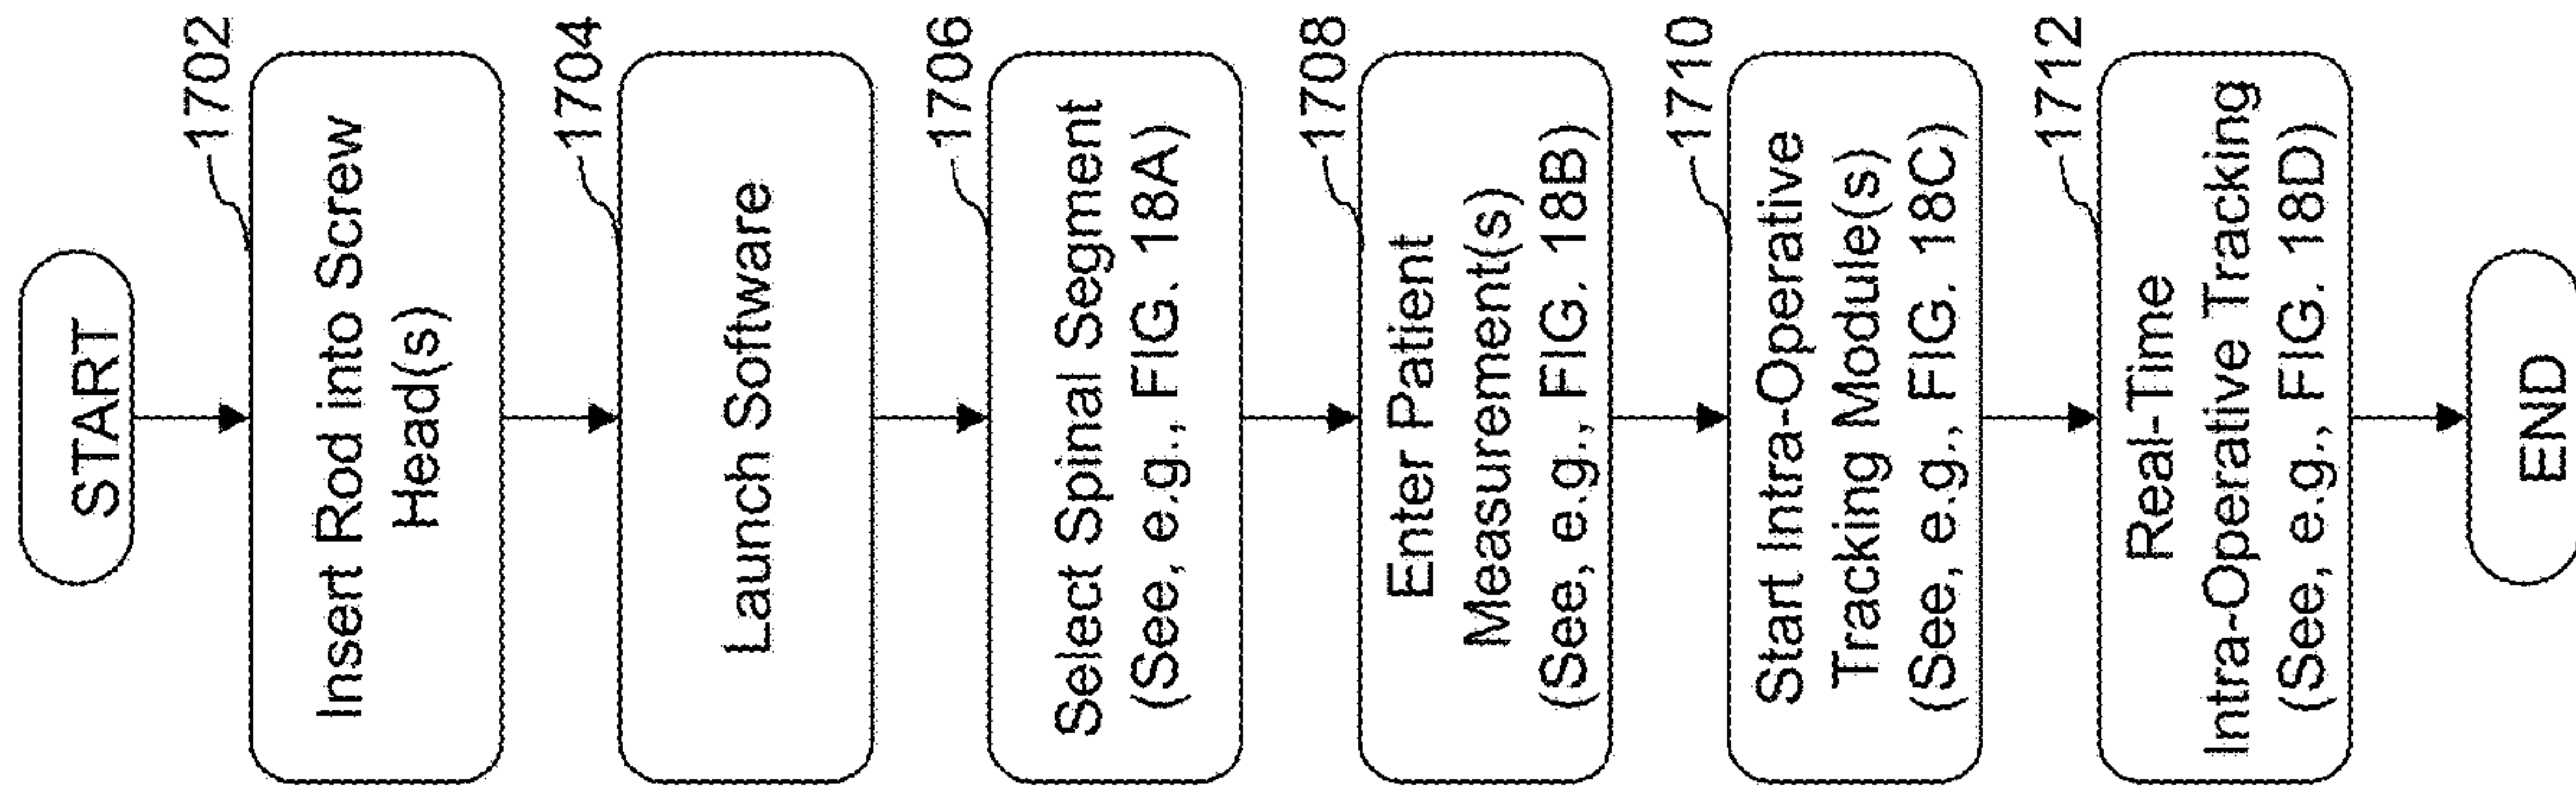 START
1702
Insert Rod into Screw
Head(s)
1704
Launch Software
1706
Select Spinal Segment
(See, e.g., FIG. 18A)
1708
Enter Patient
Measurement(s)
(See, e.g., FIG. 18B)
1710
Start Intra-Operative
Tracking Module(s)
(See, e.g., FIG. 18C)
1712
Real-Time
Intra-Operative Tracking
(See, e.g., FIG. 18D)
END